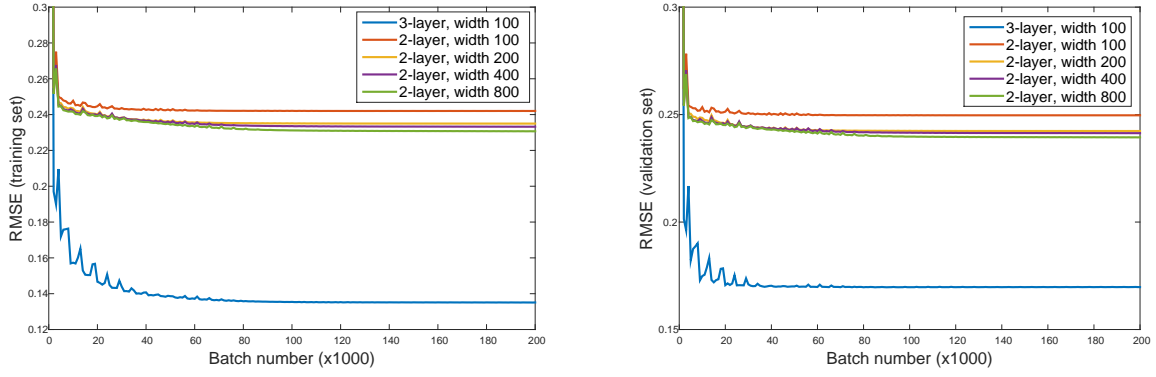 0.3
0.28
0.26
0.24
0.22
0.2
0.18
0.16
0.14
0.12
RMSE (training set)
3-layer, width 100
2-layer, width 100
2-layer, width 200
2-layer, width 400
2-layer, width 800
0 20 40 60 80 100 120 140 160 180 200
Batch number (x1000)
0.3
0.25
0.2
0.15
RMSE (validation set)
3-layer, width 100
2-layer, width 100
2-layer, width 200
2-layer, width 400
2-layer, width 800
0 20 40 60 80 100 120 140 160 180 200
Batch number (x1000)